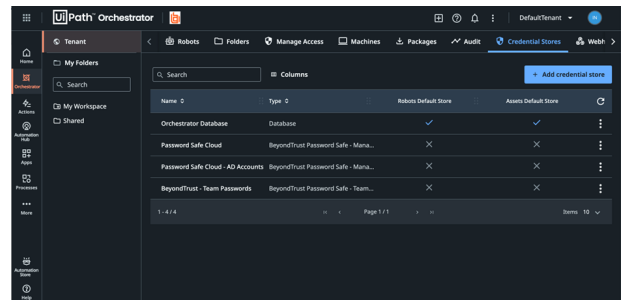 UiPath™ Orchestrator
DefaultTenant
Home
Orchestrator
Actions
Automation Hub
Apps
Processes
More
Automation Store
Help
Tenant
My Folders
Search
My Workspace
Shared
Robots
Folders
Manage Access
Machines
Packages
Audit
Credential Stores
Webh
Search
Columns
+ Add credential store
Name Type Robots Default Store Assets Default Store
Orchestrator Database Database
Password Safe Cloud BeyondTrust Password Safe - Mana...
Password Safe Cloud - AD Accounts BeyondTrust Password Safe - Mana...
BeyondTrust - Team Passwords BeyondTrust Password Safe - Team...
1 - 4 / 4 Page 1 / 1 Items 10